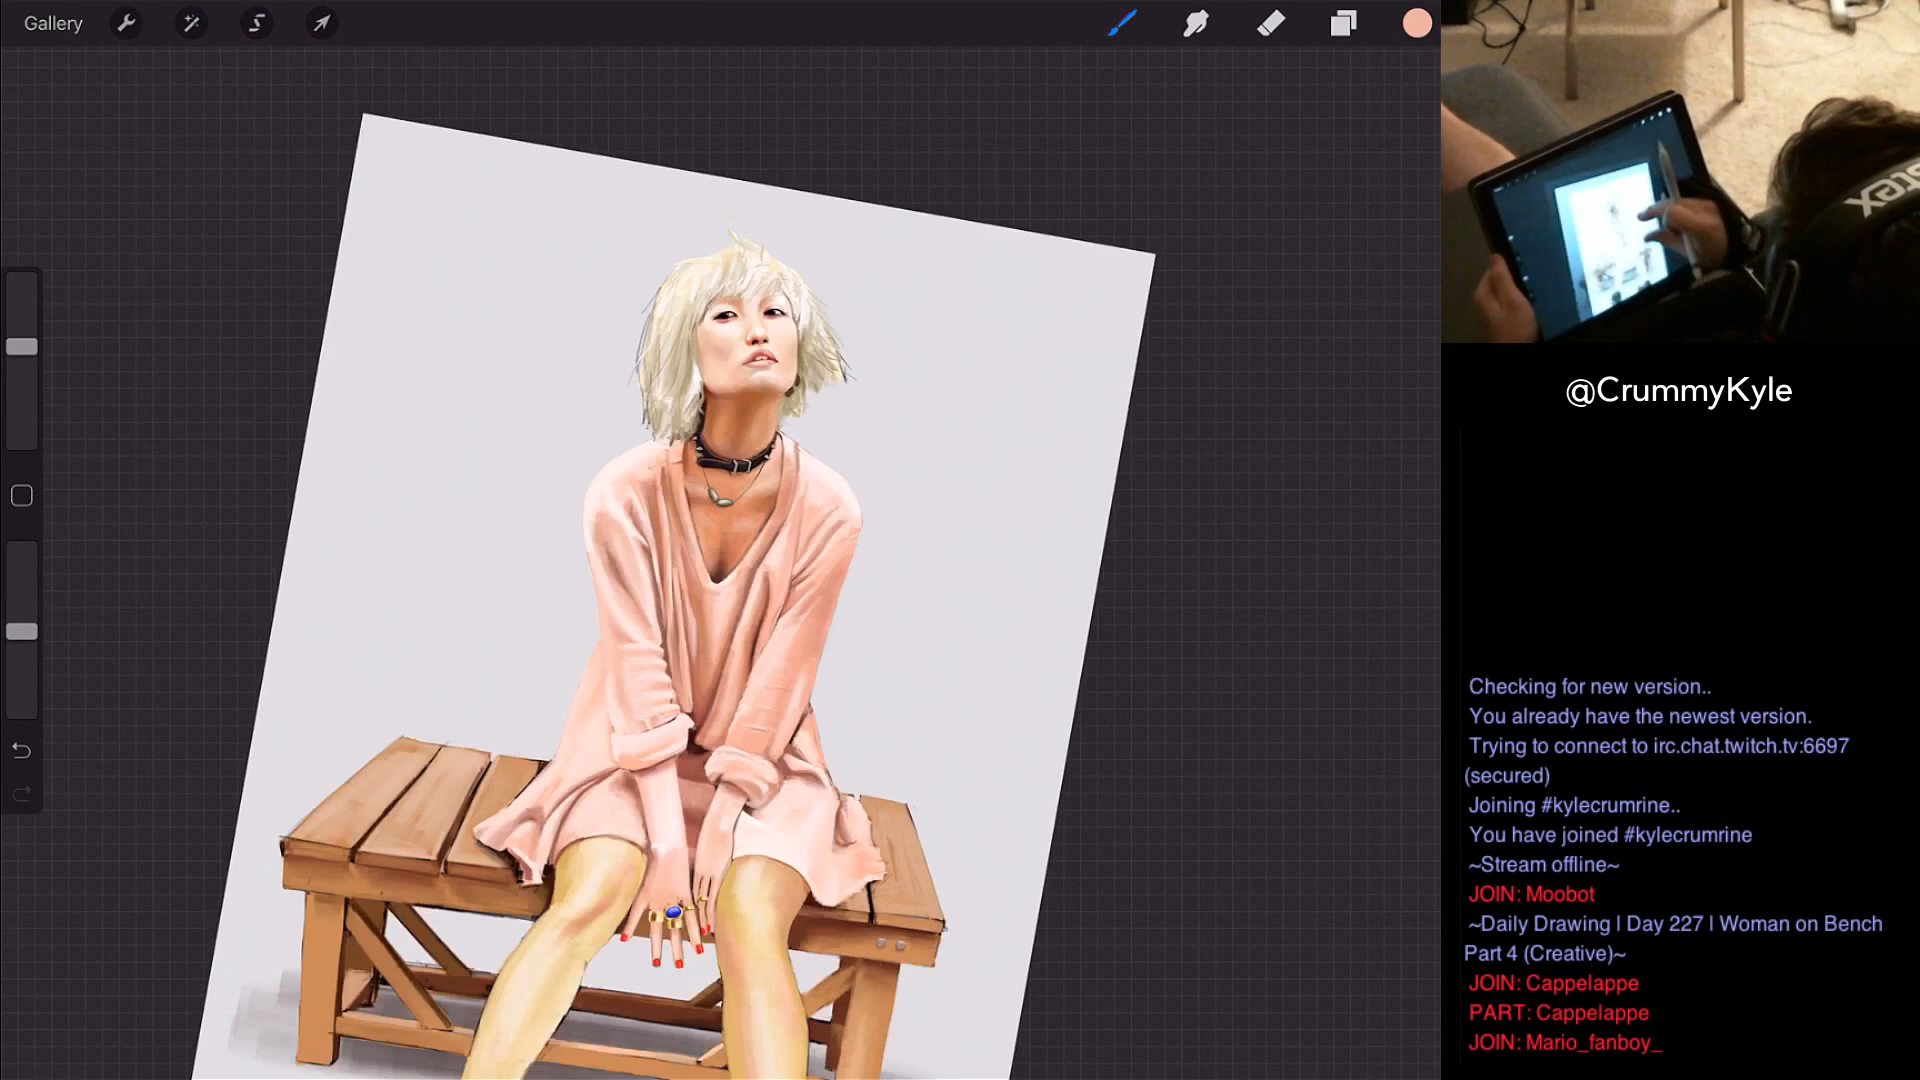 Gallery
@CrummyKyle
Checking for new version..
You already have the newest version.
Trying to connect to irc.chat.twitch.tv:6697
(secured)
Joining #kylecrumrine..
You have joined #kylecrumrine
~Stream offline~
JOIN: Moobot
~Daily Drawing | Day 227 | Woman on Bench
Part 4 (Creative)~
JOIN: Cappelappe
PART: Cappelappe
JOIN: Mario_fanboy_